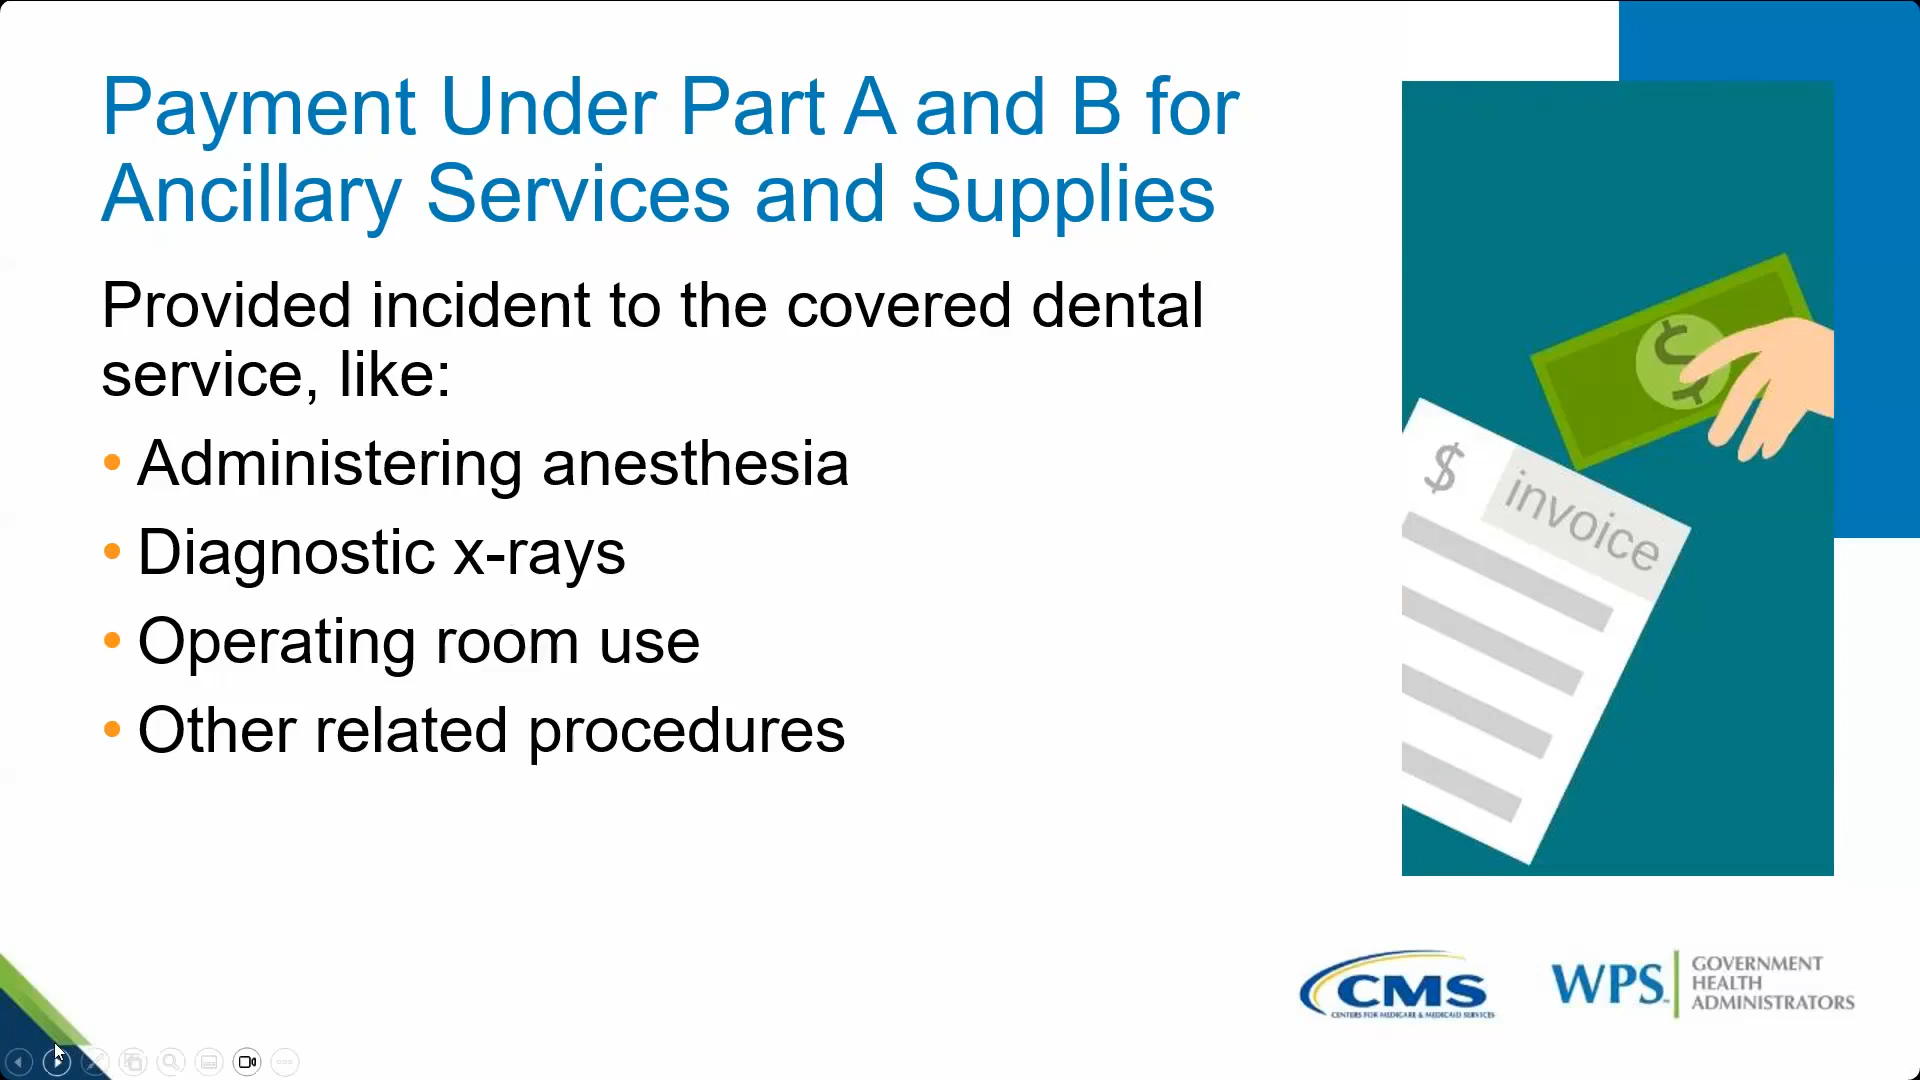 Payment Under Part A and B for
Ancillary Services and Supplies
Provided incident to the covered dental
service, like:
• Administering anesthesia
• Diagnostic x-rays
• Operating room use
• Other related procedures
$ invoice
$
CMS
CENTERS FOR MEDICARE & MEDICAID SERVICES
WPS
GOVERNMENT
HEALTH
ADMINISTRATORS